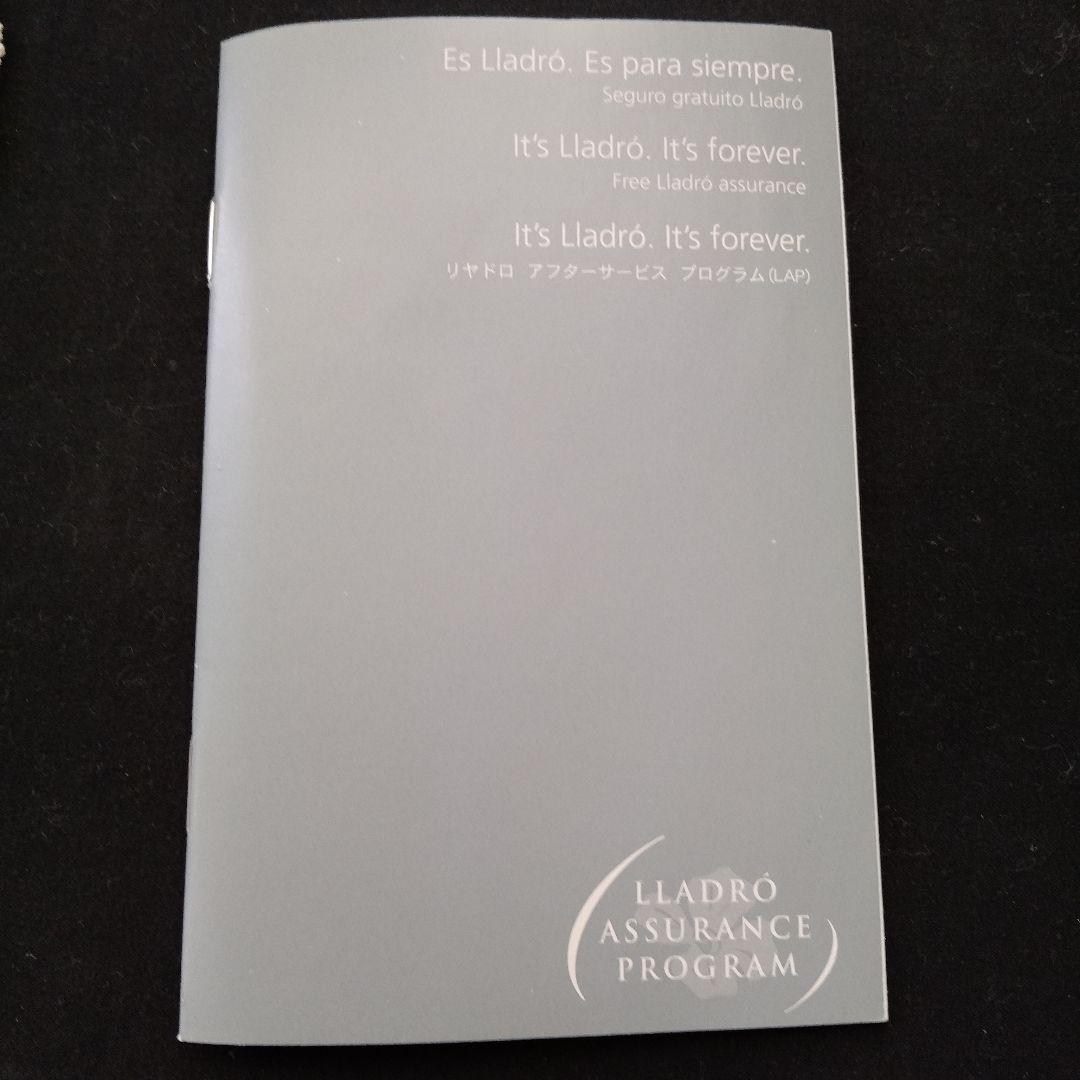 Es Lladró. Es para siempre.
Seguro gratuito Lladró
It's Lladró. It's forever.
Free Lladró assurance
It's Lladró. It's forever.
リヤドロ アフターサービス プログラム(LAP)
LLADRÓ
ASSURANCE
PROGRAM